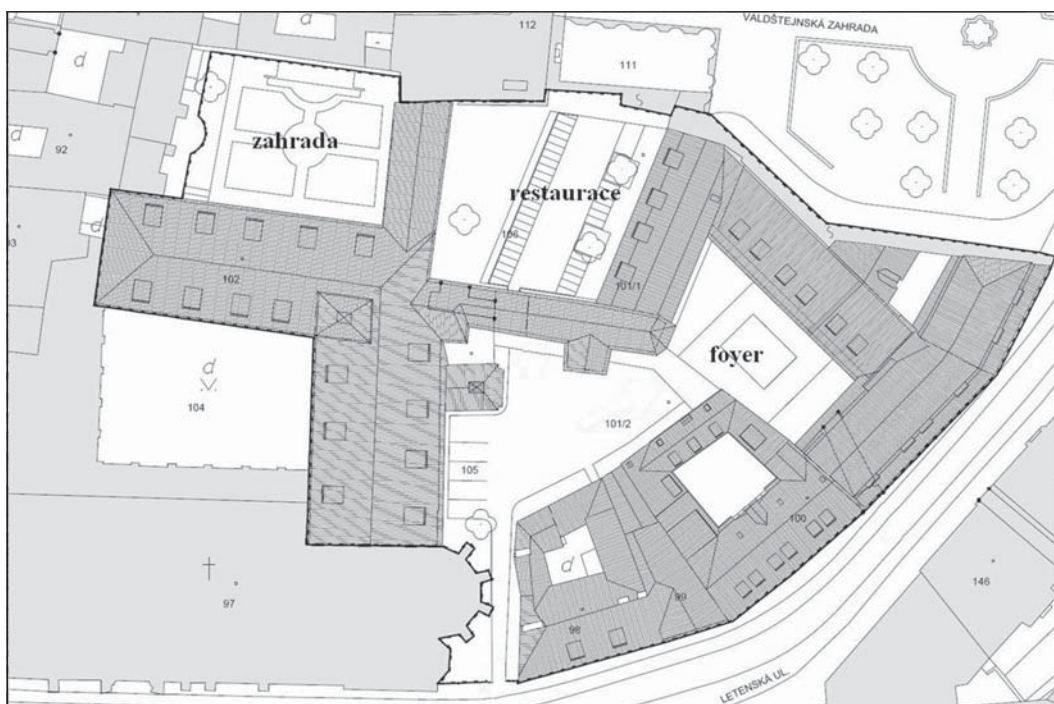 112
VALDŠTEJNSKÁ ZAHRADA
d
d
111
zahrada
92
restaurace
d
106
93
102
101/1
foyer
d
104
101/2
105
100
d
97
99
98
146
LETENSKÁ UL.